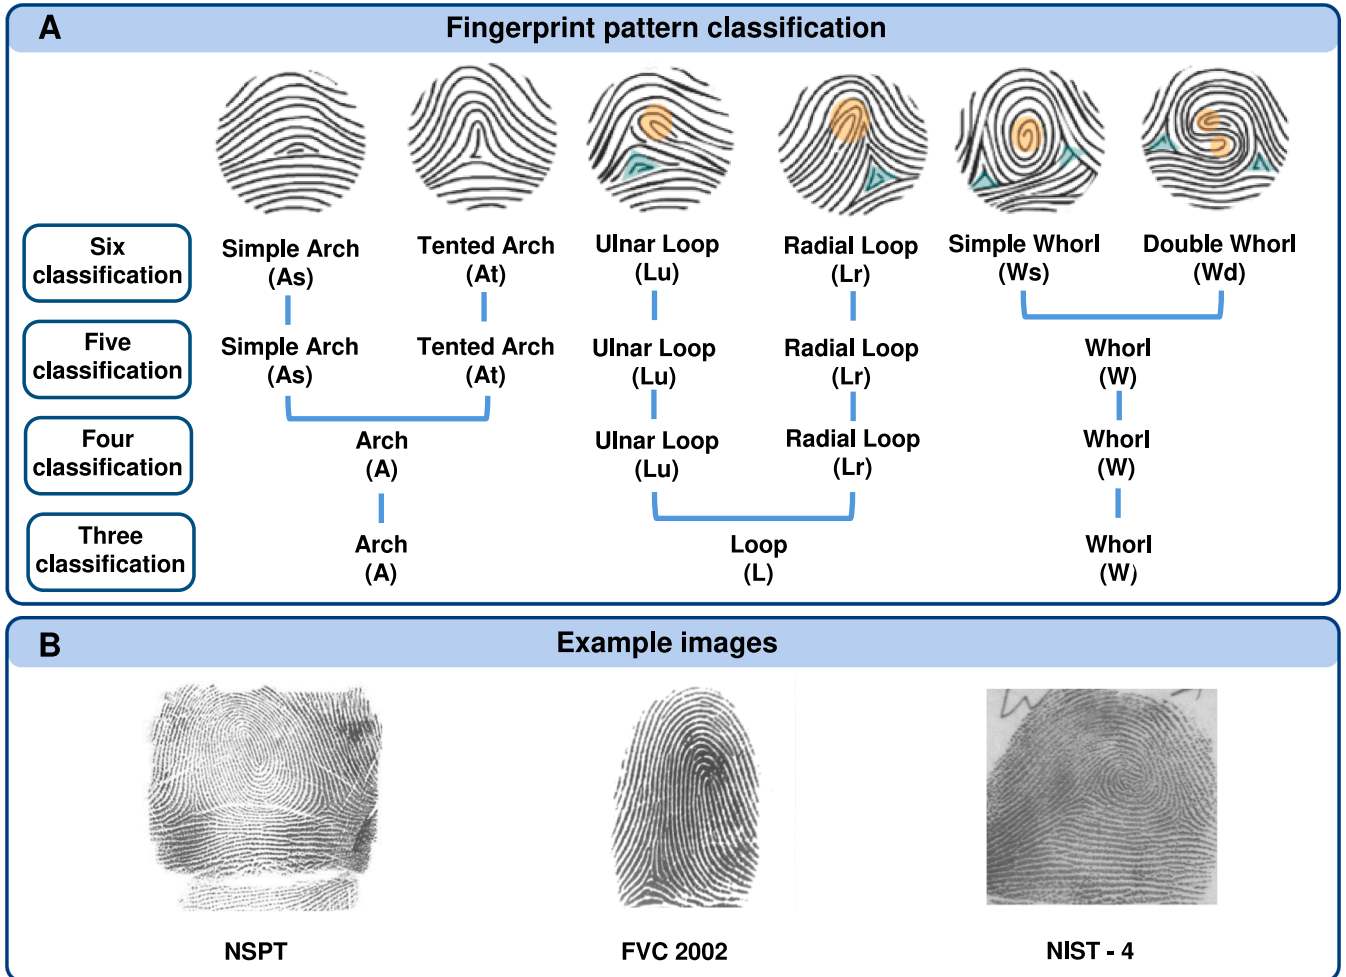 A
Fingerprint pattern classification
Six
classification
Simple Arch
(As)
Tented Arch
(At)
Ulnar Loop
(Lu)
Radial Loop
(Lr)
Simple Whorl
(Ws)
Double Whorl
(Wd)
Five
classification
Simple Arch
(As)
Tented Arch
(At)
Ulnar Loop
(Lu)
Radial Loop
(Lr)
Whorl
(W)
Four
classification
Arch
(A)
Ulnar Loop
(Lu)
Radial Loop
(Lr)
Whorl
(W)
Three
classification
Arch
(A)
Loop
(L)
Whorl
(W)
B
Example images
NSPT
FVC 2002
NIST - 4